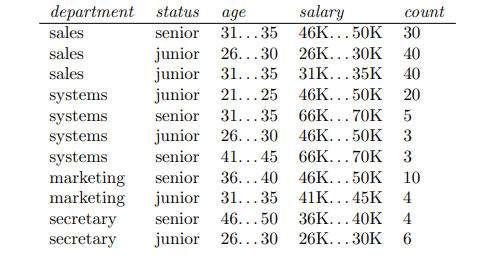 department status age salary count
sales senior 31...35 46K...50K 30
sales junior 26...30 26K...30K 40
sales junior 31...35 31K...35K 40
systems junior 21...25 46K...50K 20
systems senior 31...35 66K...70K 5
systems junior 26...30 46K...50K 3
systems senior 41...45 66K...70K 3
marketing senior 36...40 46K...50K 10
marketing junior 31...35 41K...45K 4
secretary senior 46...50 36K...40K 4
secretary junior 26...30 26K...30K 6